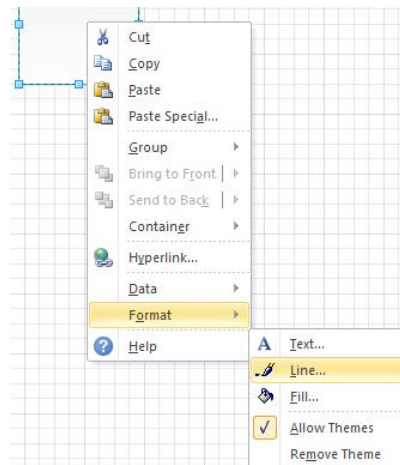 Cut
Copy
Paste
Paste Special...
Group
Bring to Front
Send to Back
Container
Hyperlink...
Data
Format
Help
A Text...
Line...
Fill...
Allow Themes
Remove Theme